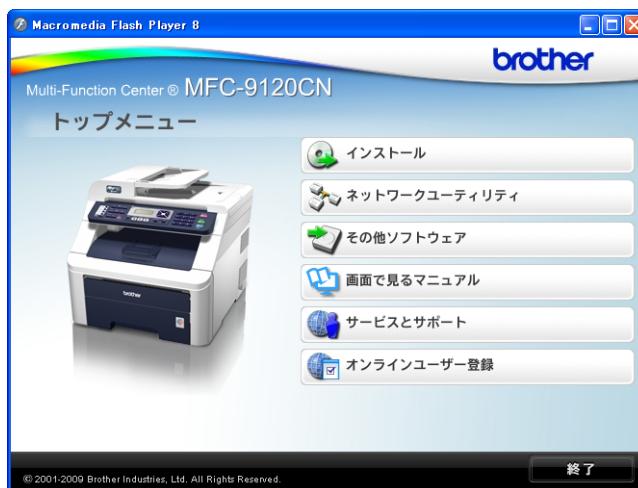 Macromedia Flash Player 8
brother
Multi-Function Center ® MFC-9120CN
トップメニュー
インストール
ネットワークユーティリティ
その他ソフトウェア
画面で見るマニュアル
サービスとサポート
オンラインユーザー登録
brother
終了
© 2001-2009 Brother Industries, Ltd. All Rights Reserved.